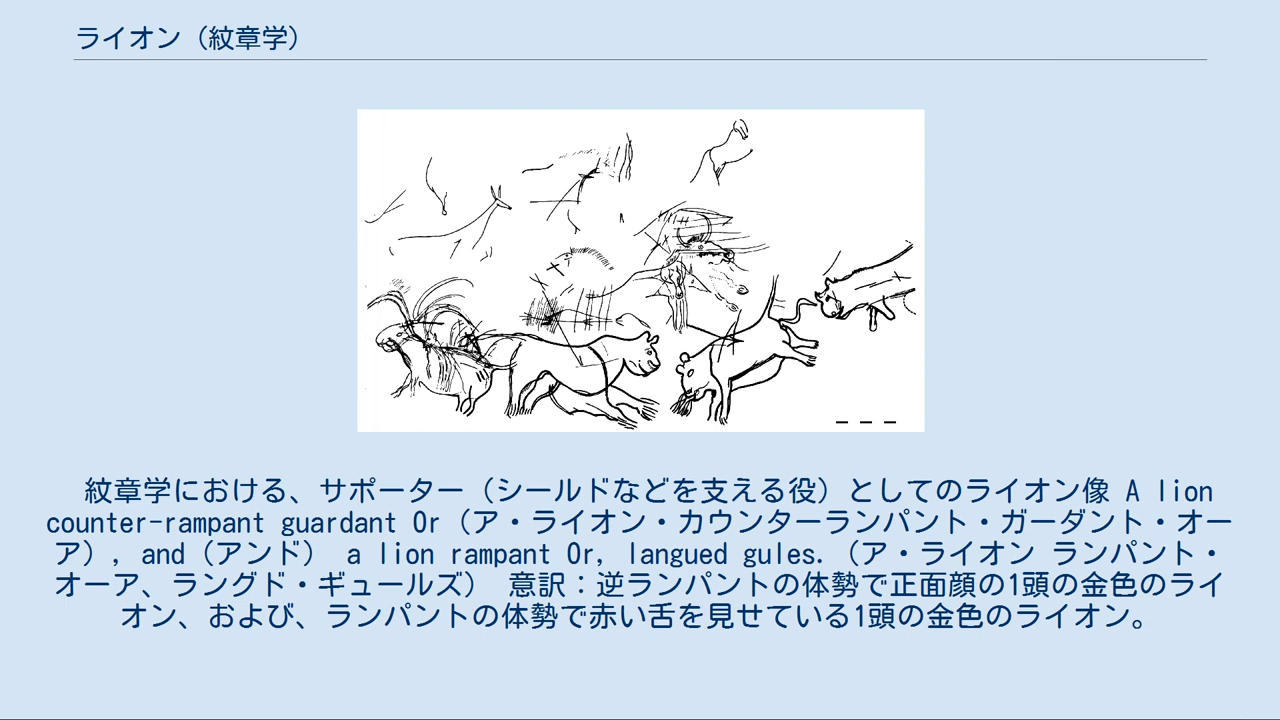 ライオン（紋章学）
紋章学における、サポーター（シールドなどを支える役）としてのライオン像 A lion
counter-rampant guardant Or（ア・ライオン・カウンターランパント・ガーダント・オー
ア）, and（アンド） a lion rampant Or, langued gules. （ア・ライオン ランパント・
オーア、ラングド・ギュールズ） 意訳：逆ランパントの体勢で正面顔の1頭の金色のライ
オン、および、ランパントの体勢で赤い舌を見せている1頭の金色のライオン。